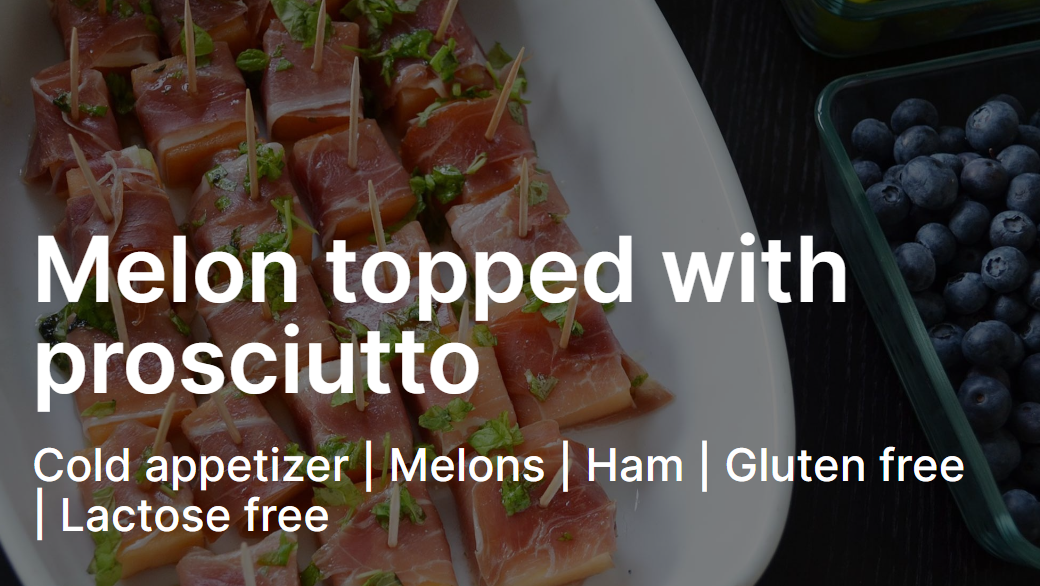 Melon topped with
prosciutto
Cold appetizer | Melons | Ham | Gluten free
| Lactose free